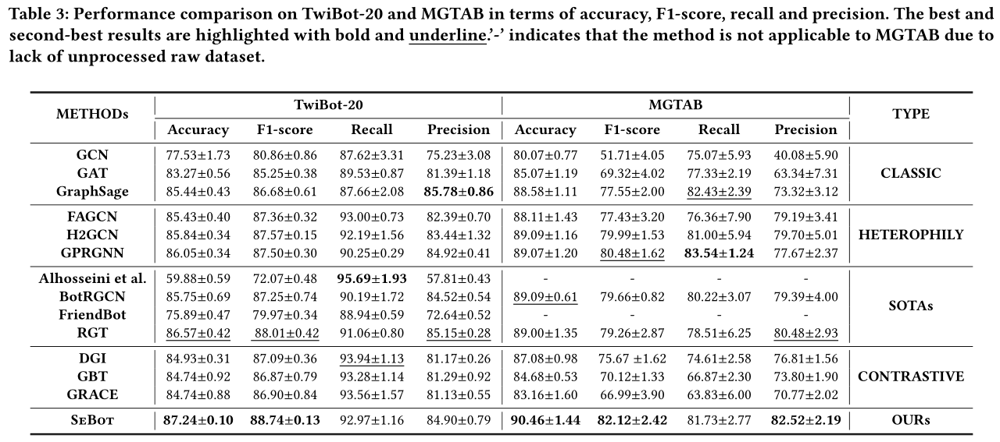 Table 3: Performance comparison on TwiBot-20 and MGTAB in terms of accuracy, F1-score, recall and precision. The best and
second-best results are highlighted with bold and underline.'-' indicates that the method is not applicable to MGTAB due to
lack of unprocessed raw dataset.
METHODs TwiBot-20 MGTAB TYPE
Accuracy F1-score Recall Precision Accuracy F1-score Recall Precision
GCN 77.53±1.73 80.86±0.86 87.62±3.31 75.23±3.08 80.07±0.77 51.71±4.05 75.07±5.93 40.08±5.90
GAT 83.27±0.56 85.25±0.38 89.53±0.87 81.39±1.18 85.07±1.19 69.32±4.02 77.33±2.19 63.34±7.31 CLASSIC
GraphSage 85.44±0.43 86.68±0.61 87.66±2.08 85.78±0.86 88.58±1.11 77.55±2.00 82.43±2.39 73.32±3.12
FAGCN 85.43±0.40 87.36±0.32 93.00±0.73 82.39±0.70 88.11±1.43 77.43±3.20 76.36±7.90 79.19±3.41
H2GCN 85.84±0.34 87.57±0.15 92.19±1.56 83.44±1.32 89.09±1.16 79.99±1.53 81.00±5.94 79.70±5.01 HETEROPHILY
GPRGNN 86.05±0.34 87.50±0.30 90.25±0.29 84.92±0.41 89.07±1.20 80.48±1.62 83.54±1.24 77.67±2.37
Alhosseini et al. 59.88±0.59 72.07±0.48 95.69±1.93 57.81±0.43 - - - -
BotRGCN 85.75±0.69 87.25±0.74 90.19±1.72 84.52±0.54 89.09±0.61 79.66±0.82 80.22±3.07 79.39±4.00 SOTAs
FriendBot 75.89±0.47 79.97±0.34 88.94±0.59 72.64±0.52 - - - -
RGT 86.57±0.42 88.01±0.42 91.06±0.80 85.15±0.28 89.00±1.35 79.26±2.87 78.51±6.25 80.48±2.93
DGI 84.93±0.31 87.09±0.36 93.94±1.13 81.17±0.26 87.08±0.98 75.67 ±1.62 74.61±2.58 76.81±1.56
GBT 84.74±0.92 86.87±0.79 93.28±1.14 81.29±0.92 84.68±0.53 70.12±1.33 66.87±2.30 73.80±1.90 CONTRASTIVE
GRACE 84.74±0.88 86.90±0.84 93.56±1.57 81.13±0.55 83.16±1.60 66.99±3.90 63.83±6.00 70.77±2.02
SeBot 87.24±0.10 88.74±0.13 92.97±1.16 84.90±0.79 90.46±1.44 82.12±2.42 81.73±2.77 82.52±2.19 OURs